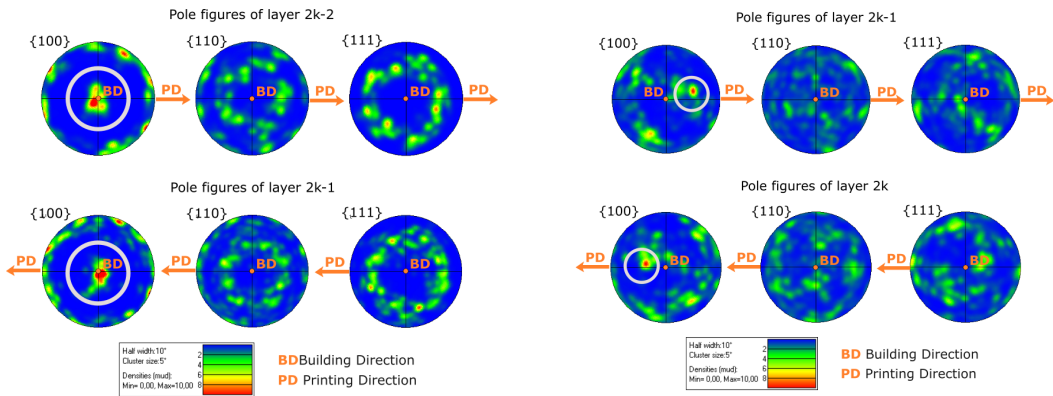 Pole figures of layer 2k-2
{100} {110} {111}
BD PD BD PD BD PD
Pole figures of layer 2k-1
{100} {110} {111}
PD BD PD BD PD BD
Half width:10°
Cluster size:5°
Densities (mud):
Min= 0,00, Max=10,00
2
4
6
8
BD Building Direction
PD Printing Direction
Pole figures of layer 2k-1
{100} {110} {111}
BD PD BD PD BD PD
Pole figures of layer 2k
{100} {110} {111}
PD BD PD BD PD BD
Half width:10°
Cluster size:5°
Densities (mud):
Min= 0,00, Max=10,00
2
4
6
8
BD Building Direction
PD Printing Direction